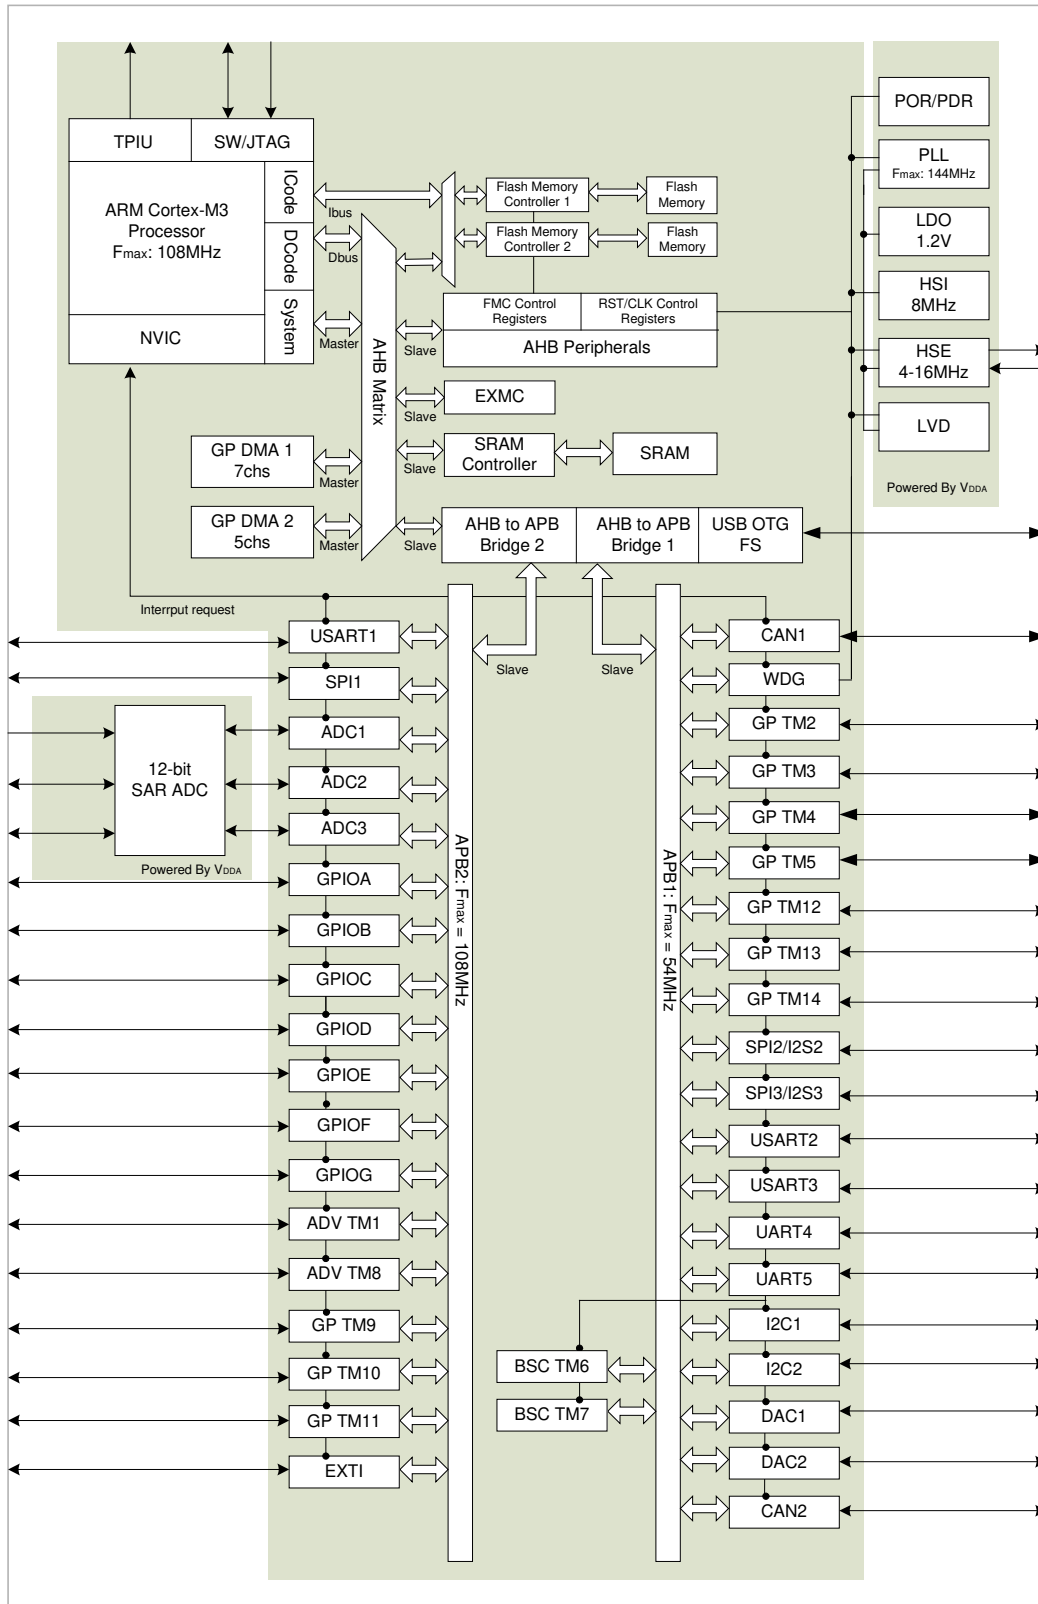 TPIU
SW/JTAG
ARM Cortex-M3
Processor
Fmax: 108MHz
ICode
DCode
System
NVIC
Ibus
Dbus
Master
AHB Matrix
Flash Memory
Controller 1
Flash
Memory
Flash Memory
Controller 2
Flash
Memory
FMC Control
Registers
RST/CLK Control
Registers
AHB Peripherals
Slave
EXMC
Slave
SRAM
Controller
SRAM
Slave
GP DMA 1
7chs
Master
GP DMA 2
5chs
Master
Slave
AHB to APB
Bridge 2
AHB to APB
Bridge 1
USB OTG
FS
POR/PDR
PLL
Fmax: 144MHz
LDO
1.2V
HSI
8MHz
HSE
4-16MHz
LVD
Powered By VDDA
Interrput request
Slave
Slave
USART1
SPI1
ADC1
ADC2
ADC3
GPIOA
GPIOB
GPIOC
GPIOD
GPIOE
GPIOF
GPIOG
ADV TM1
ADV TM8
GP TM9
GP TM10
GP TM11
EXTI
12-bit
SAR ADC
Powered By VDDA
APB2: Fmax = 108MHz
APB1: Fmax = 54MHz
BSC TM6
BSC TM7
CAN1
WDG
GP TM2
GP TM3
GP TM4
GP TM5
GP TM12
GP TM13
GP TM14
SPI2/I2S2
SPI3/I2S3
USART2
USART3
UART4
UART5
I2C1
I2C2
DAC1
DAC2
CAN2